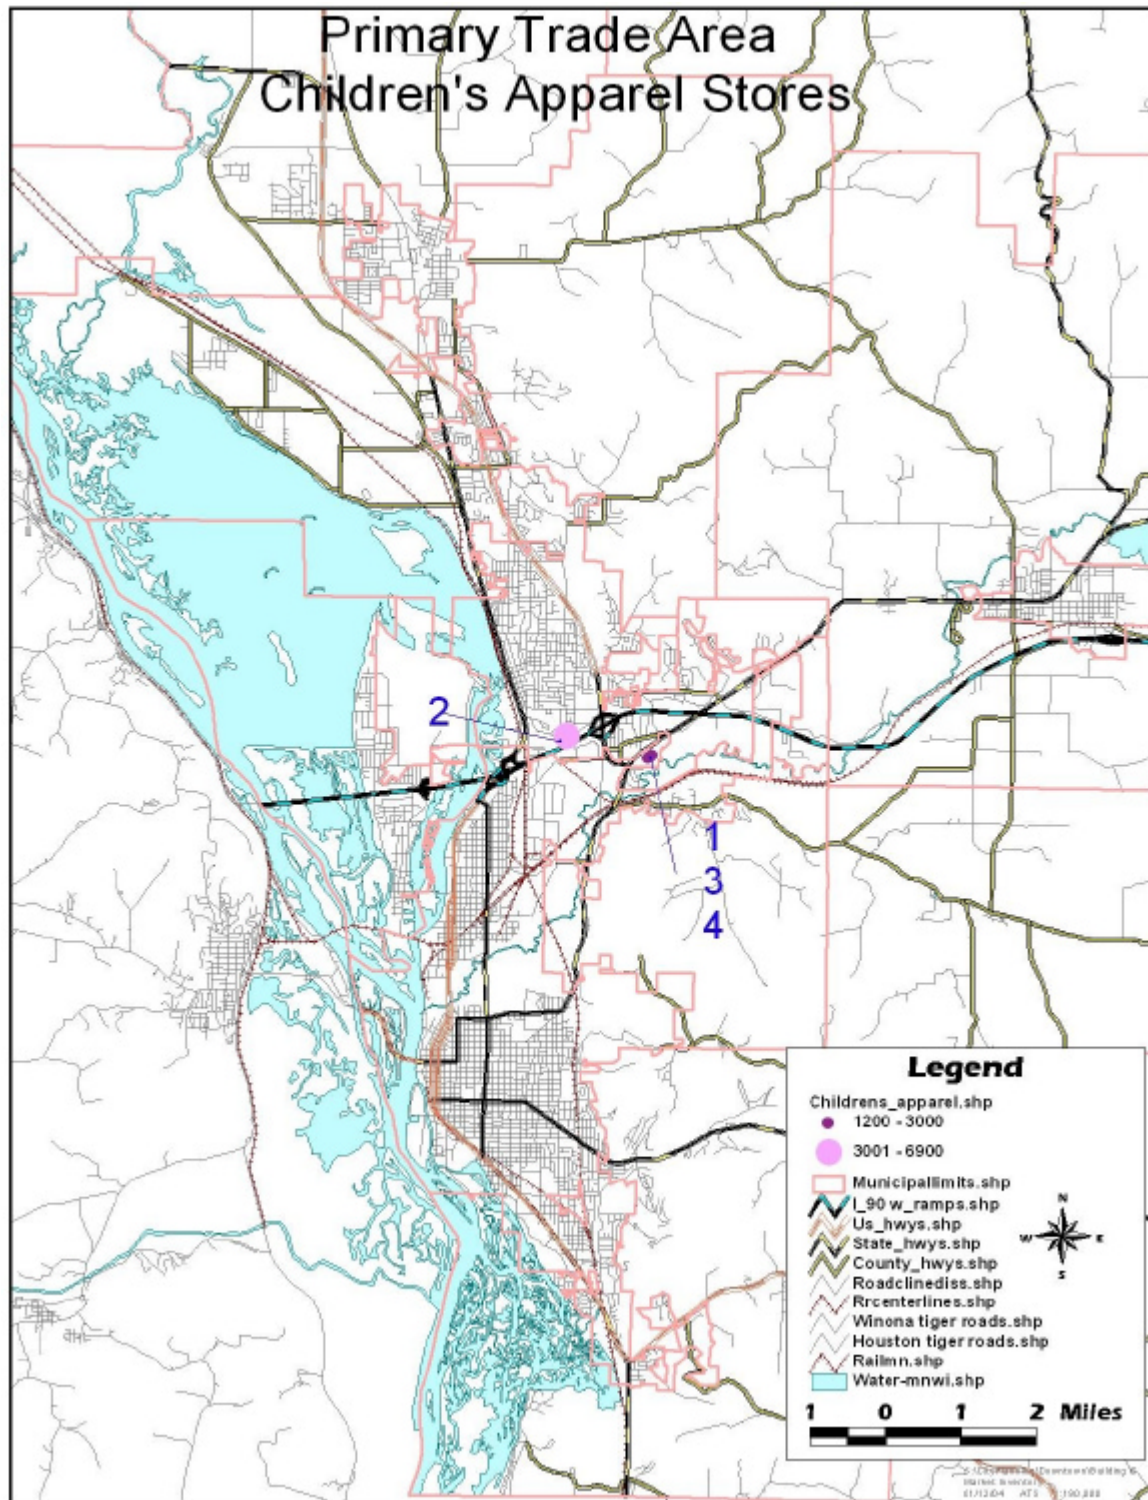 Primary Trade Area
Children's Apparel Stores
2
1
3
4
Legend
Childrens_apparel.shp
1200 - 3000
3001 - 6900
Municipallimits.shp
I_90 w_ramps.shp
Us_hwys.shp
State_hwys.shp
County_hwys.shp
Roadclinediss.shp
Rrcenterlines.shp
Winona tiger roads.shp
Houston tiger roads.shp
Railmn.shp
Water-mnwi.shp
N
W E
S
1 0 1 2 Miles